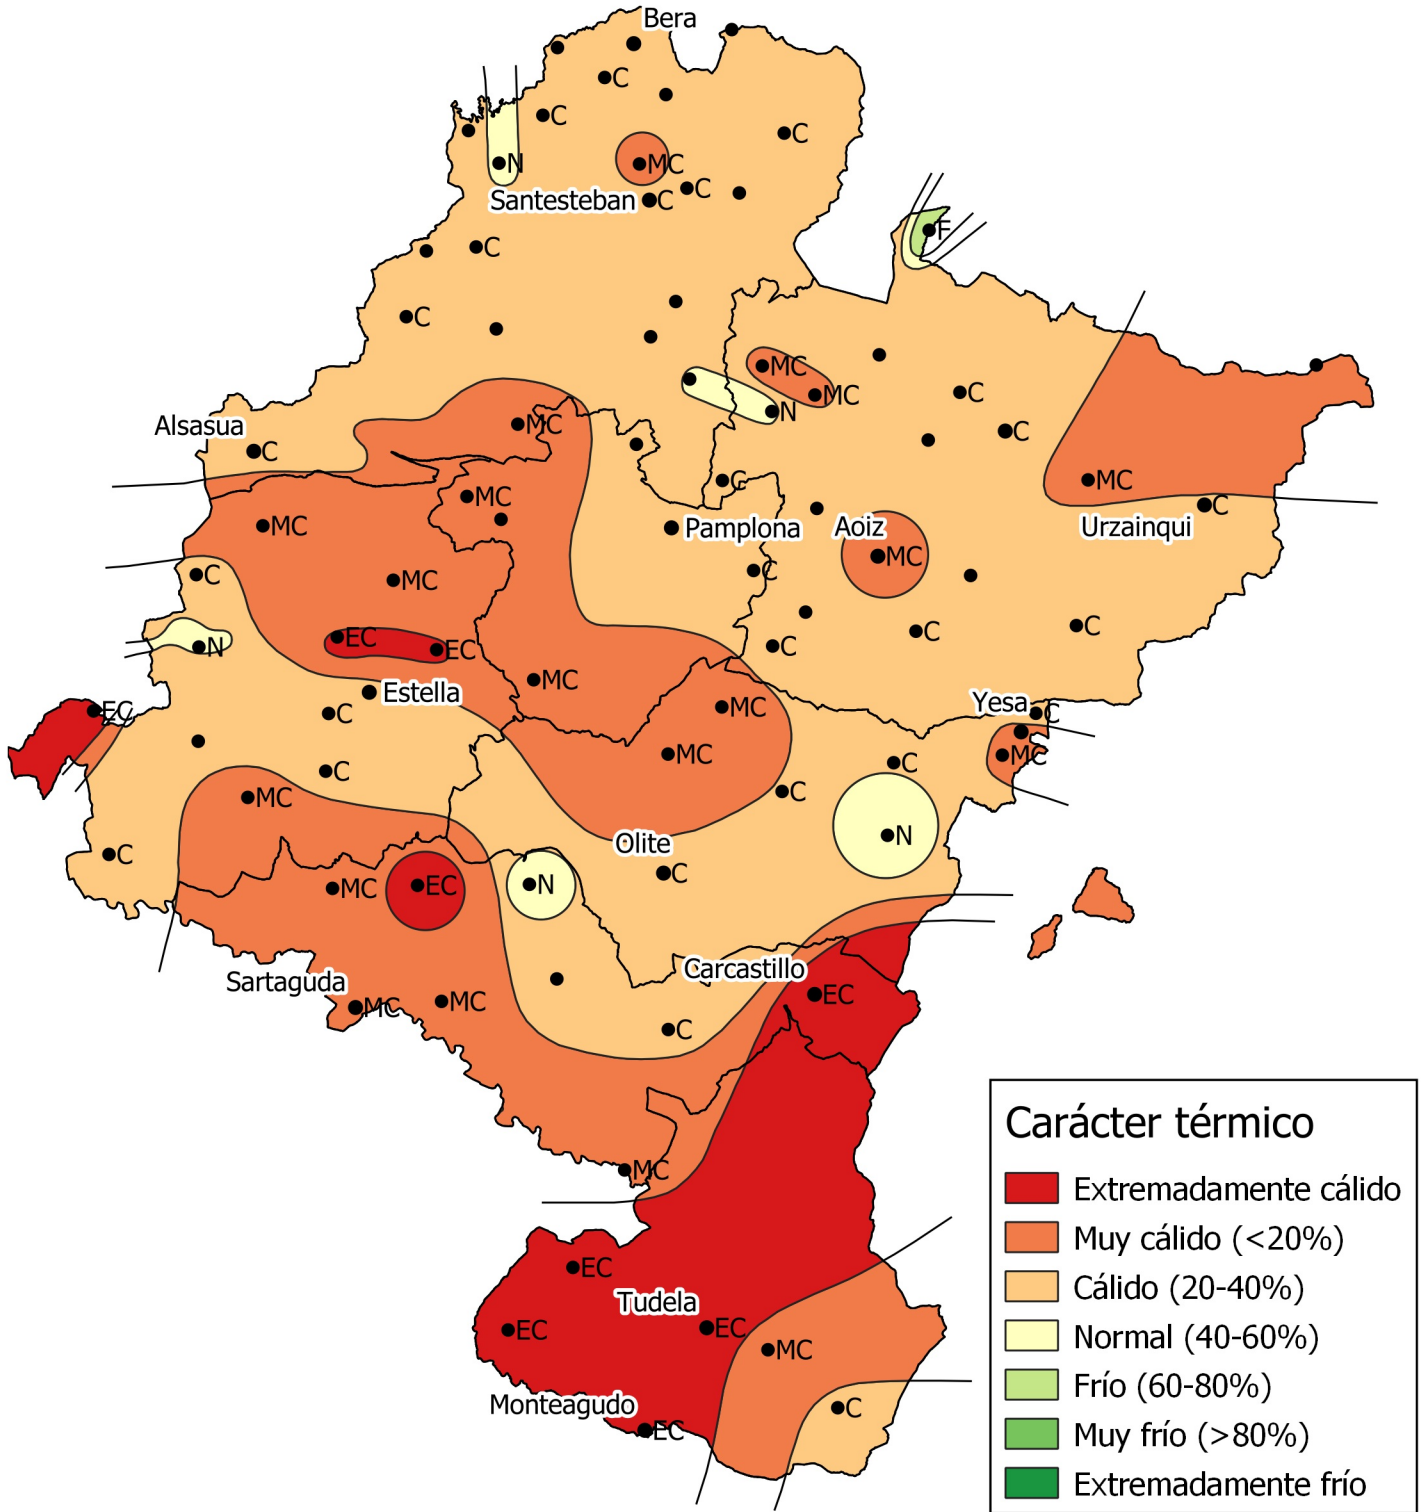 Bera
C
C
C
N
MC
Santesteban
C
C
C
F
C
MC
MC
N
C
Alsasua
C
MC
C
C
MC
MC
C
Urzainqui
MC
Pamplona
Aoiz
MC
C
C
MC
C
C
N
EC
EC
C
MC
Estella
EC
C
MC
Yesa
C
MC
C
MC
C
MC
C
Olite
N
C
MC
EC
N
C
Carcastillo
Sartaguda
MC
MC
EC
C
MC
EC
Tudela
EC
EC
MC
Monteagudo
EC
C
Carácter térmico
Extremadamente cálido
Muy cálido (<20%)
Cálido (20-40%)
Normal (40-60%)
Frío (60-80%)
Muy frío (>80%)
Extremadamente frío